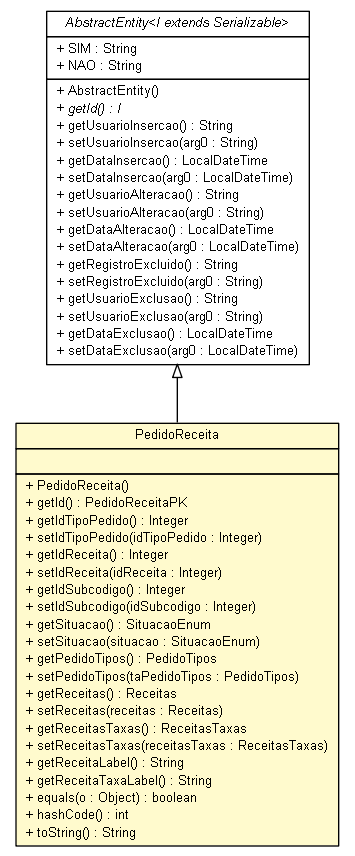 AbstractEntity<I extends Serializable>
+ SIM : String
+ NAO : String
+ AbstractEntity()
+ getId() : I
+ getUsuarioInsercao() : String
+ setUsuarioInsercao(arg0 : String)
+ getDataInsercao() : LocalDateTime
+ setDataInsercao(arg0 : LocalDateTime)
+ getUsuarioAlteracao() : String
+ setUsuarioAlteracao(arg0 : String)
+ getDataAlteracao() : LocalDateTime
+ setDataAlteracao(arg0 : LocalDateTime)
+ getRegistroExcluido() : String
+ setRegistroExcluido(arg0 : String)
+ getUsuarioExclusao() : String
+ setUsuarioExclusao(arg0 : String)
+ getDataExclusao() : LocalDateTime
+ setDataExclusao(arg0 : LocalDateTime)
PedidoReceita
+ PedidoReceita()
+ getId() : PedidoReceitaPK
+ getIdTipoPedido() : Integer
+ setIdTipoPedido(idTipoPedido : Integer)
+ getIdReceita() : Integer
+ setIdReceita(idReceita : Integer)
+ getIdSubcodigo() : Integer
+ setIdSubcodigo(idSubcodigo : Integer)
+ getSituacao() : SituacaoEnum
+ setSituacao(situacao : SituacaoEnum)
+ getPedidoTipos() : PedidoTipos
+ setPedidoTipos(taPedidoTipos : PedidoTipos)
+ getReceitas() : Receitas
+ setReceitas(receitas : Receitas)
+ getReceitasTaxas() : ReceitasTaxas
+ setReceitasTaxas(receitasTaxas : ReceitasTaxas)
+ getReceitaLabel() : String
+ getReceitaTaxaLabel() : String
+ equals(o : Object) : boolean
+ hashCode() : int
+ toString() : String